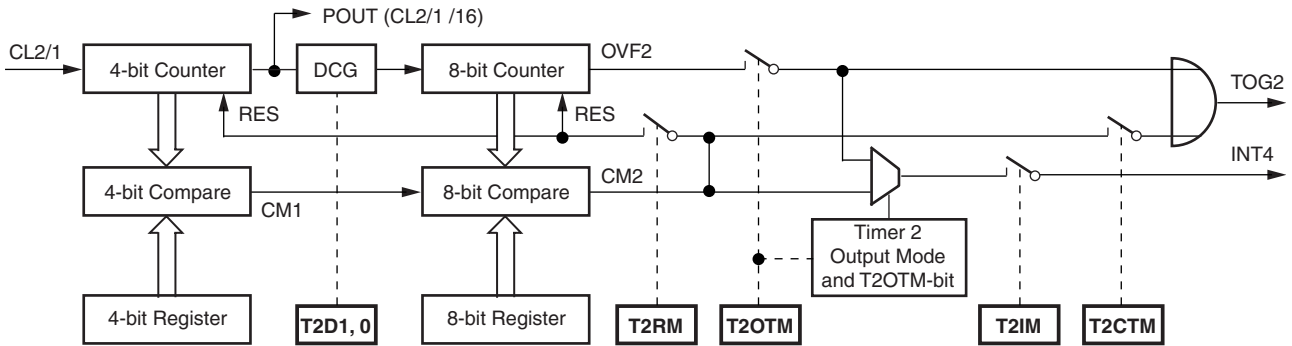 POUT (CL2/1 /16)
CL2/1
4-bit Counter
DCG
8-bit Counter
OVF2
TOG2
RES
RES
INT4
4-bit Compare
CM1
8-bit Compare
CM2
Timer 2
Output Mode
and T2OTM-bit
4-bit Register
T2D1, 0
8-bit Register
T2RM
T2OTM
T2IM
T2CTM